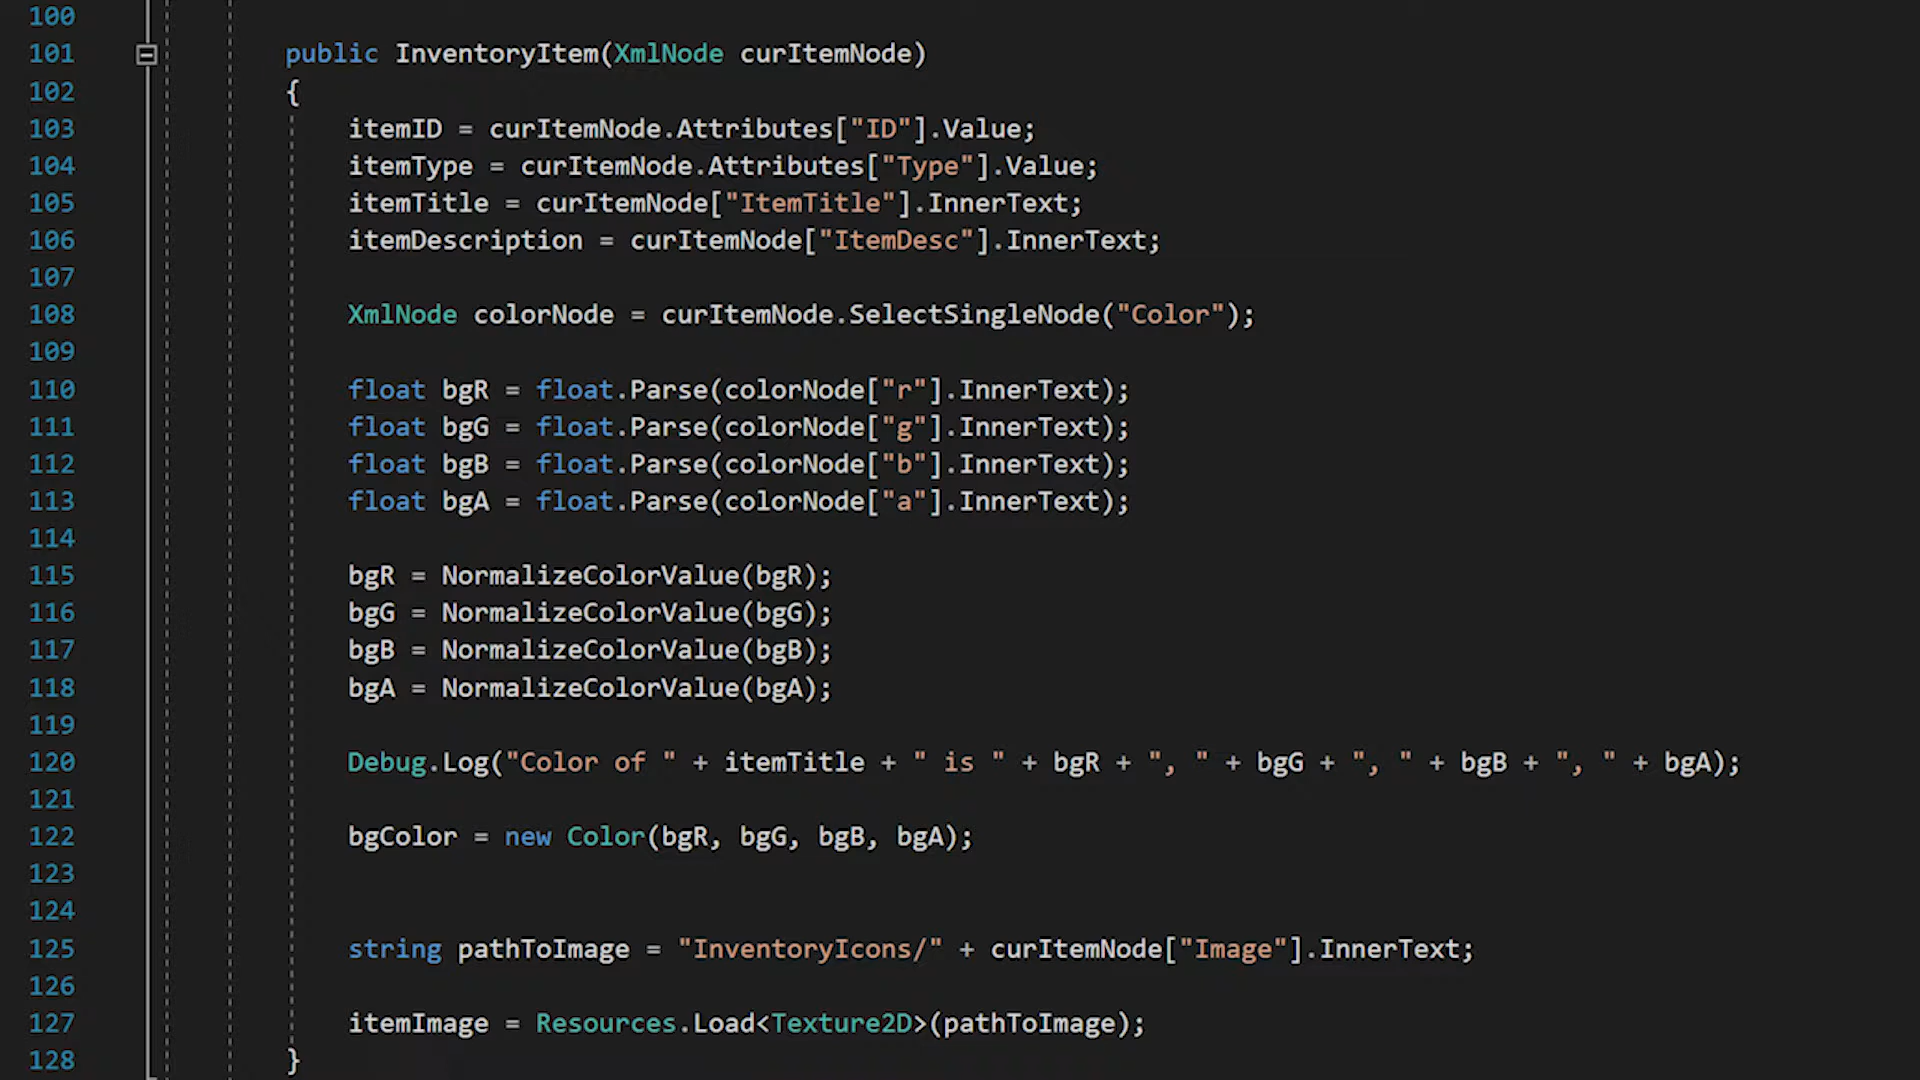 100
101 public InventoryItem(XmlNode curItemNode)
102 {
103 itemID = curItemNode.Attributes["ID"].Value;
104 itemType = curItemNode.Attributes["Type"].Value;
105 itemTitle = curItemNode["ItemTitle"].InnerText;
106 itemDescription = curItemNode["ItemDesc"].InnerText;
107
108 XmlNode colorNode = curItemNode.SelectSingleNode("Color");
109
110 float bgR = float.Parse(colorNode["r"].InnerText);
111 float bgG = float.Parse(colorNode["g"].InnerText);
112 float bgB = float.Parse(colorNode["b"].InnerText);
113 float bgA = float.Parse(colorNode["a"].InnerText);
114
115 bgR = NormalizeColorValue(bgR);
116 bgG = NormalizeColorValue(bgG);
117 bgB = NormalizeColorValue(bgB);
118 bgA = NormalizeColorValue(bgA);
119
120 Debug.Log("Color of " + itemTitle + " is " + bgR + ", " + bgG + ", " + bgB + ", " + bgA);
121
122 bgColor = new Color(bgR, bgG, bgB, bgA);
123
124
125 string pathToImage = "InventoryIcons/" + curItemNode["Image"].InnerText;
126
127 itemImage = Resources.Load<Texture2D>(pathToImage);
128 }